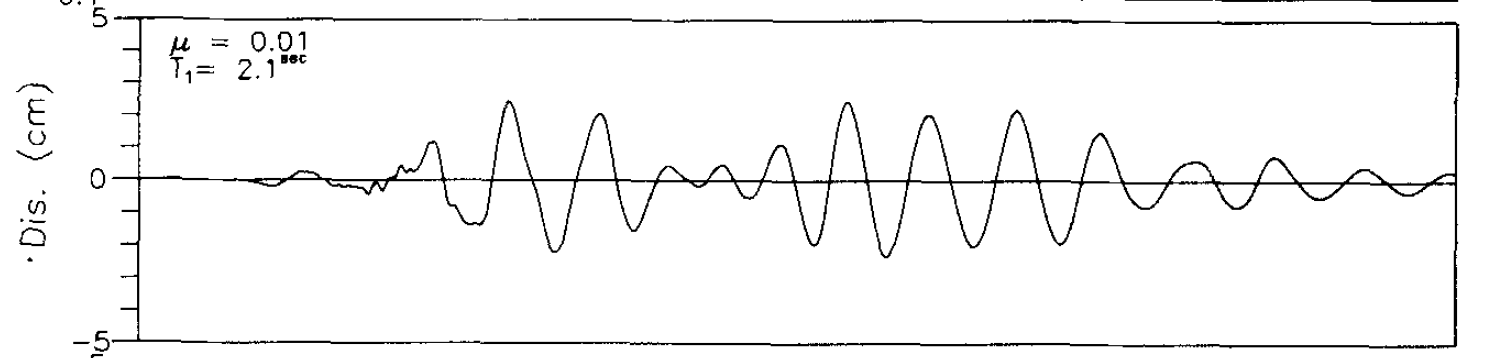 5
μ = 0.01
T₁= 2.1sec
Dis. (cm)
0
-5